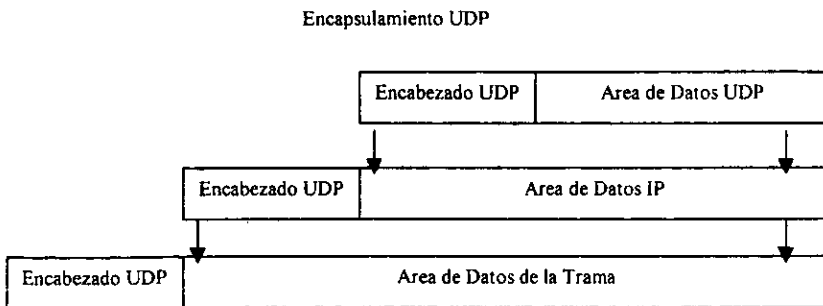 Encapsulamiento UDP
Encabezado UDP Area de Datos UDP
Encabezado UDP Area de Datos IP
Encabezado UDP Area de Datos de la Trama